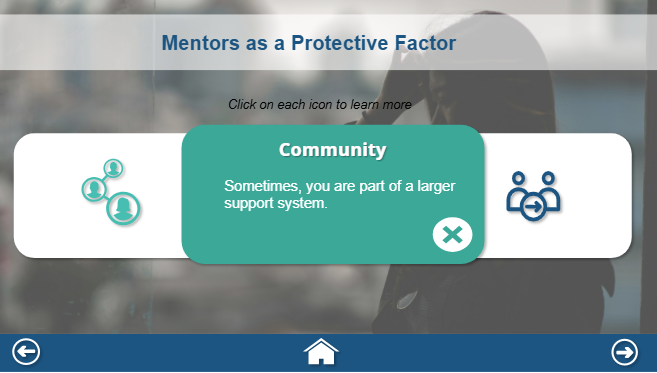 Mentors as a Protective Factor
Click on each icon to learn more
Community
Sometimes, you are part of a larger
support system.